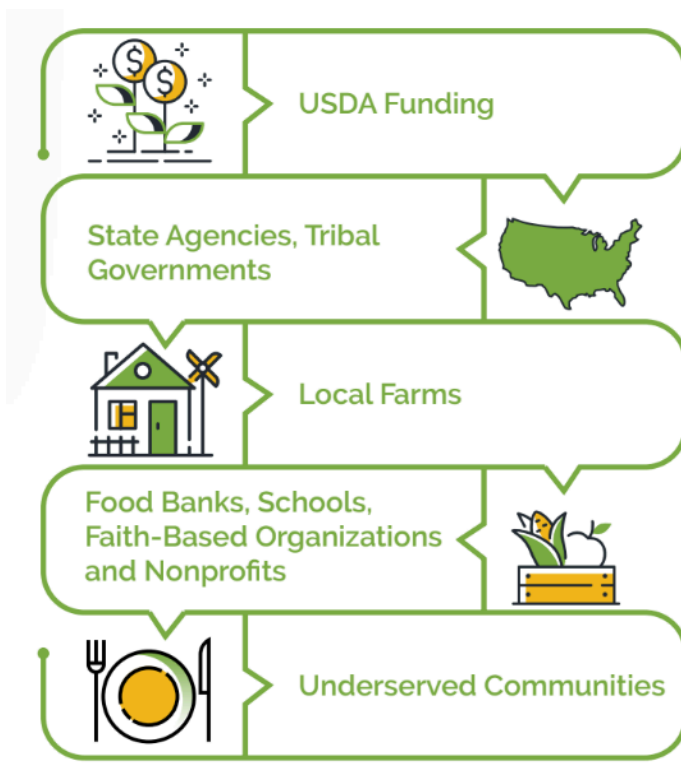 USDA Funding
State Agencies, Tribal
Governments
Local Farms
Food Banks, Schools,
Faith-Based Organizations
and Nonprofits
Underserved Communities